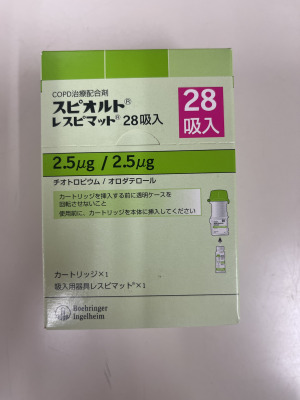 COPD治療配合剤
スピオルト®
レスピマット® 28吸入
28
吸入
2.5μg / 2.5μg
チオトロピウム / オロダテロール
カートリッジを挿入する前に透明ケースを
回転させないこと
使用前に、カートリッジを本体に挿入してください
カートリッジ×1
吸入用器具レスピマット®×1
Boehringer
Ingelheim